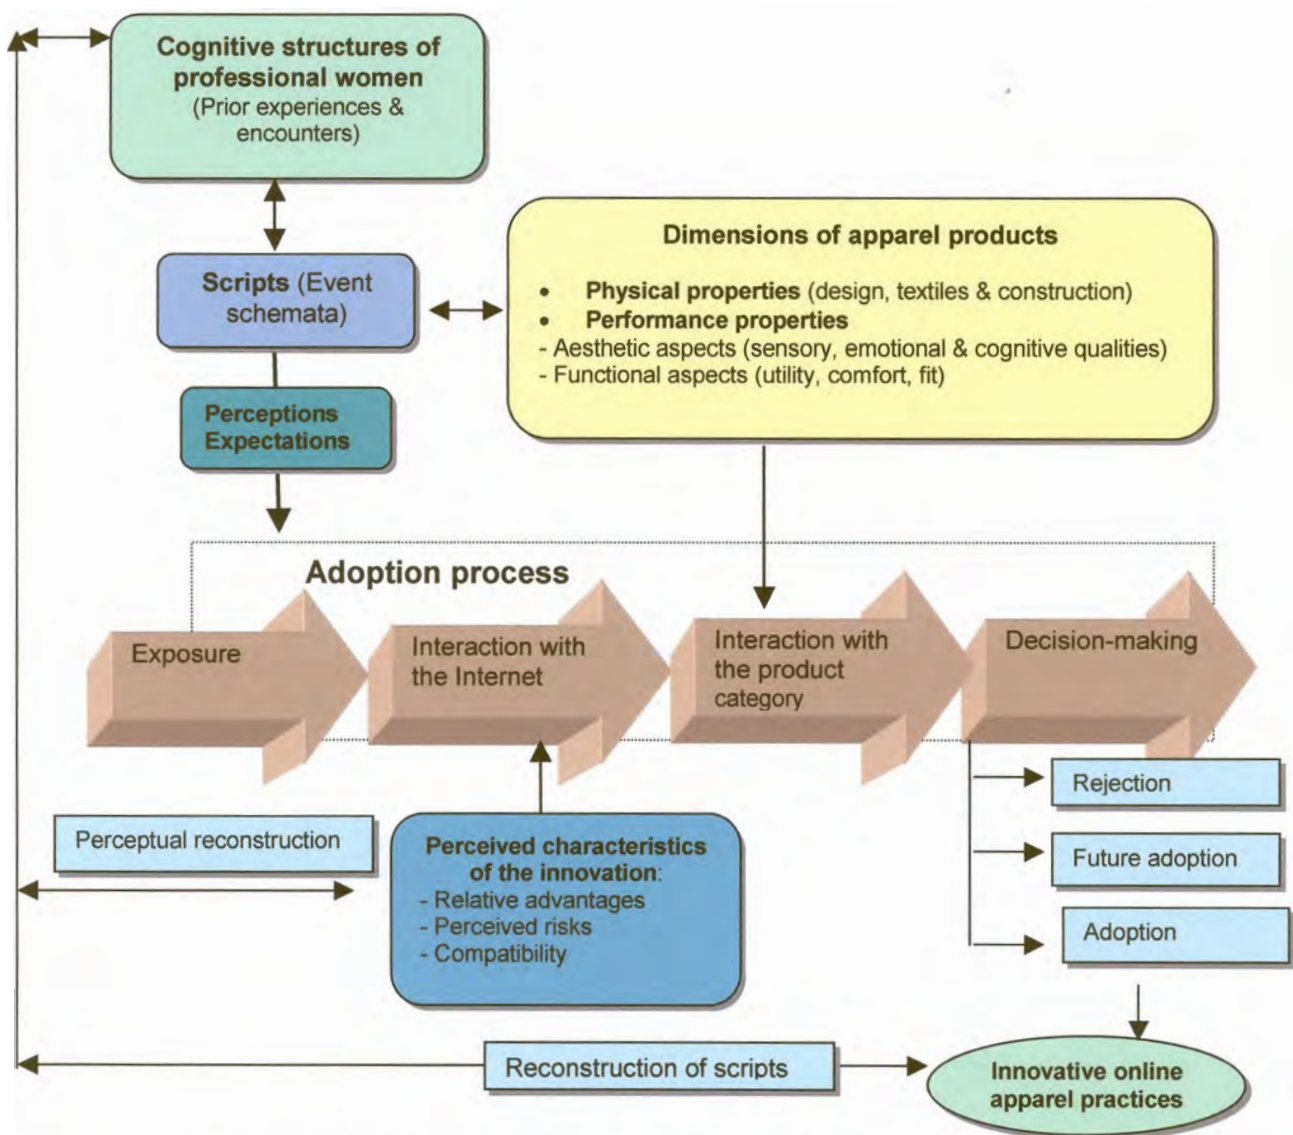 Cognitive structures of
professional women
(Prior experiences &
encounters)
Scripts (Event
schemata)
Dimensions of apparel products
• Physical properties (design, textiles & construction)
• Performance properties
- Aesthetic aspects (sensory, emotional & cognitive qualities)
- Functional aspects (utility, comfort, fit)
Perceptions
Expectations
Adoption process
Exposure
Interaction with
the Internet
Interaction with
the product
category
Decision-making
Rejection
Future adoption
Adoption
Perceptual reconstruction
Perceived characteristics
of the innovation:
- Relative advantages
- Perceived risks
- Compatibility
Reconstruction of scripts
Innovative online
apparel practices